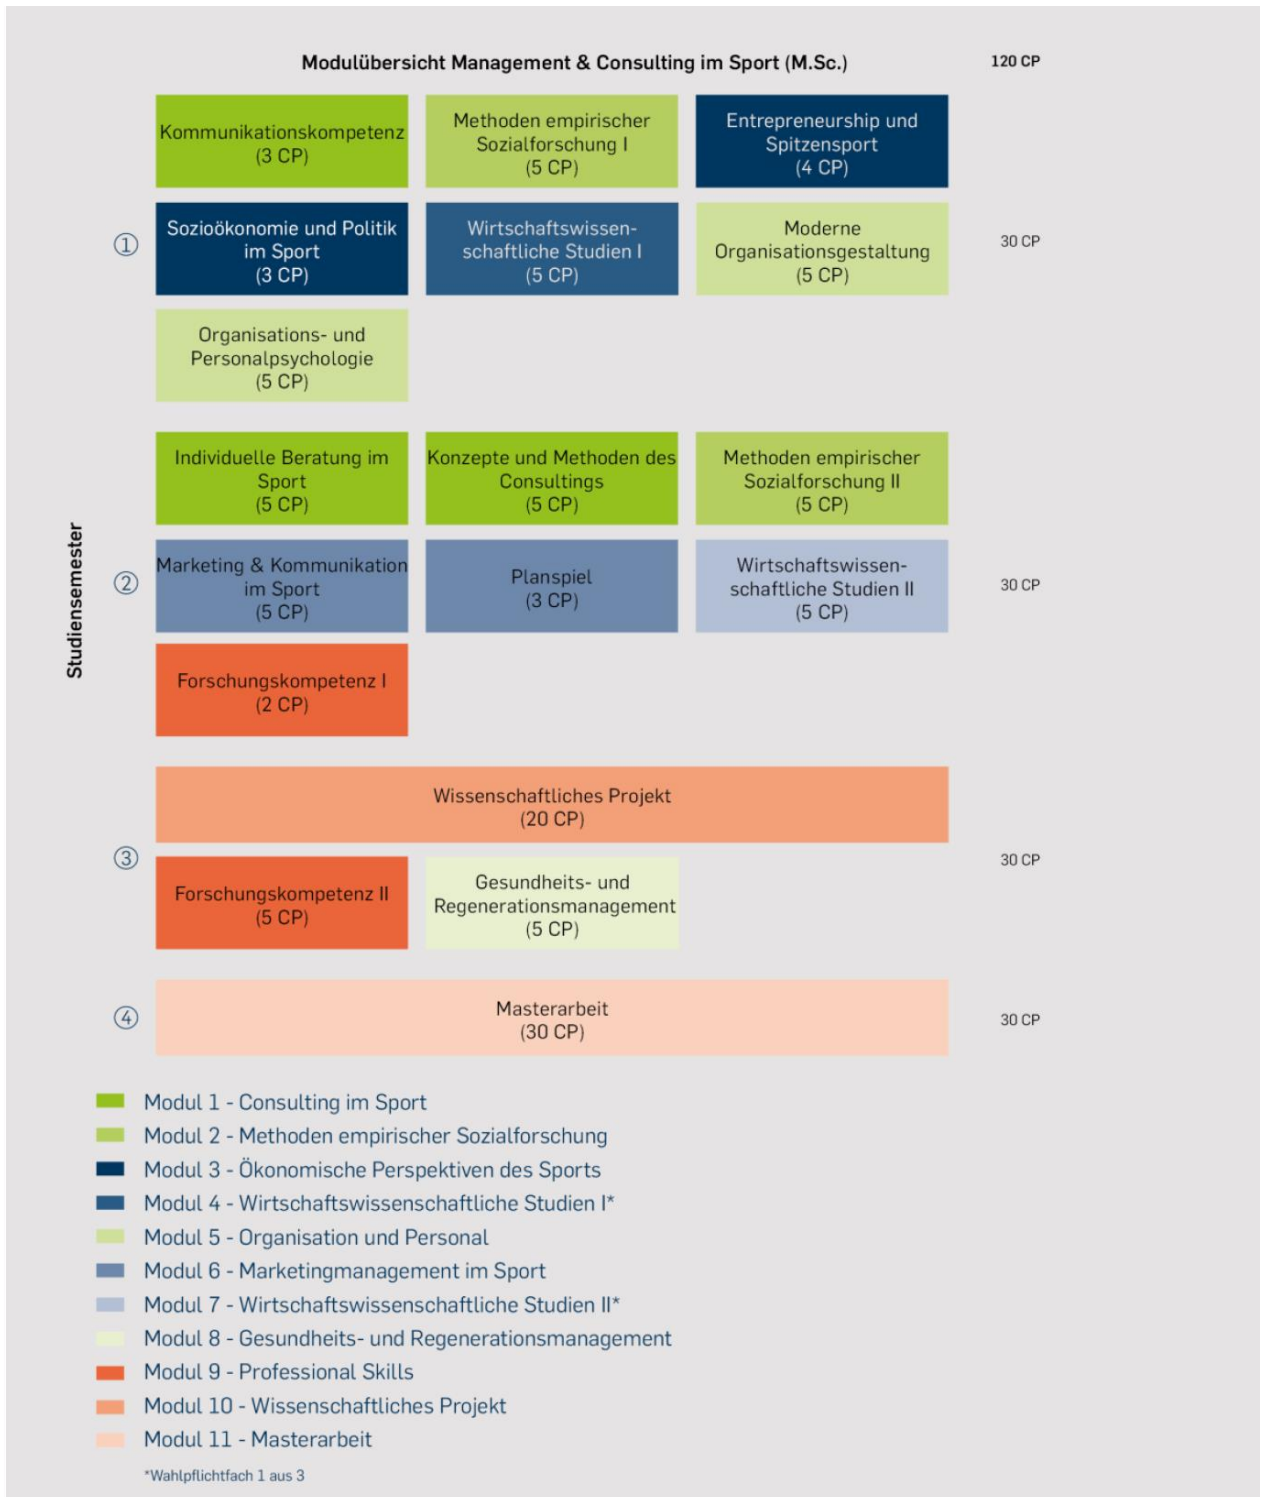 Modulübersicht Management & Consulting im Sport (M.Sc.)
120 CP
Kommunikationskompetenz
(3 CP)
Methoden empirischer
Sozialforschung I
(5 CP)
Entrepreneurship und
Spitzensport
(4 CP)
①
Sozioökonomie und Politik
im Sport
(3 CP)
Wirtschaftswissen-
schaftliche Studien I
(5 CP)
Moderne
Organisationsgestaltung
(5 CP)
30 CP
Organisations- und
Personalpsychologie
(5 CP)
Studiensemester
Individuelle Beratung im
Sport
(5 CP)
Konzepte und Methoden des
Consultings
(5 CP)
Methoden empirischer
Sozialforschung II
(5 CP)
②
Marketing & Kommunikation
im Sport
(5 CP)
Planspiel
(3 CP)
Wirtschaftswissen-
schaftliche Studien II
(5 CP)
30 CP
Forschungskompetenz I
(2 CP)
Wissenschaftliches Projekt
(20 CP)
③
30 CP
Forschungskompetenz II
(5 CP)
Gesundheits- und
Regenerationsmanagement
(5 CP)
④
Masterarbeit
(30 CP)
30 CP
Modul 1 - Consulting im Sport
Modul 2 - Methoden empirischer Sozialforschung
Modul 3 - Ökonomische Perspektiven des Sports
Modul 4 - Wirtschaftswissenschaftliche Studien I*
Modul 5 - Organisation und Personal
Modul 6 - Marketingmanagement im Sport
Modul 7 - Wirtschaftswissenschaftliche Studien II*
Modul 8 - Gesundheits- und Regenerationsmanagement
Modul 9 - Professional Skills
Modul 10 - Wissenschaftliches Projekt
Modul 11 - Masterarbeit
*Wahlpflichtfach 1 aus 3